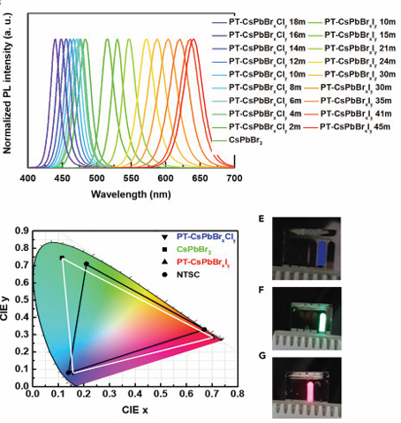 Normalized PL intensity (a. u.)
400 450 500 550 600 650 700
Wavelength (nm)
PT-CsPbBrxCly 18m
PT-CsPbBrxCly 16m
PT-CsPbBrxCly 14m
PT-CsPbBrxCly 12m
PT-CsPbBrxCly 10m
PT-CsPbBrxCly 8m
PT-CsPbBrxCly 6m
PT-CsPbBrxCly 4m
PT-CsPbBrxCly 2m
CsPbBr3
PT-CsPbBrxIy 10m
PT-CsPbBrxIy 15m
PT-CsPbBrxIy 21m
PT-CsPbBrxIy 24m
PT-CsPbBrxIy 30m
PT-CsPbBrxIy 30m
PT-CsPbBrxIy 35m
PT-CsPbBrxIy 41m
PT-CsPbBrxIy 45m
CIE y
0.9
0.8
0.7
0.6
0.5
0.4
0.3
0.2
0.1
0.0
0.0 0.1 0.2 0.3 0.4 0.5 0.6 0.7 0.8
CIE x
PT-CsPbBrxCly
CsPbBr3
PT-CsPbBrxIy
NTSC
E
F
G